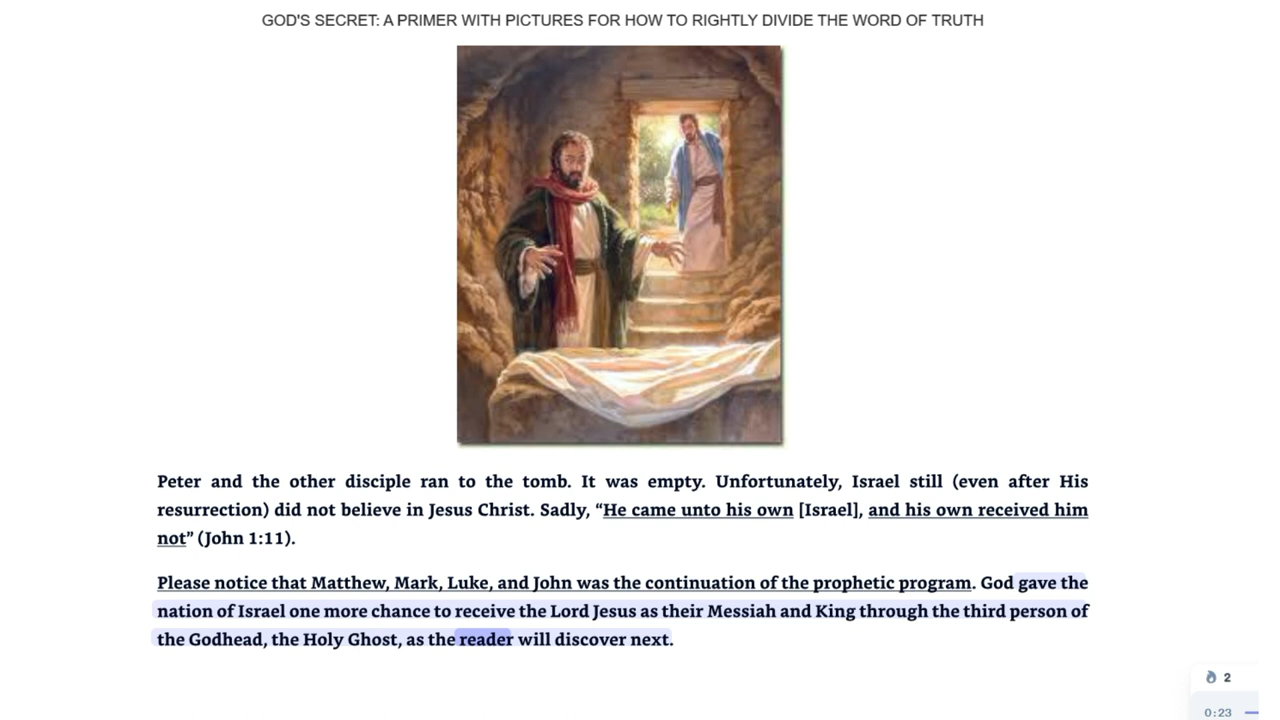 GOD'S SECRET: A PRIMER WITH PICTURES FOR HOW TO RIGHTLY DIVIDE THE WORD OF TRUTH
Peter and the other disciple ran to the tomb. It was empty. Unfortunately, Israel still (even after His
resurrection) did not believe in Jesus Christ. Sadly, “He came unto his own [Israel], and his own received him
not” (John 1:11).
Please notice that Matthew, Mark, Luke, and John was the continuation of the prophetic program. God gave the
nation of Israel one more chance to receive the Lord Jesus as their Messiah and King through the third person of
the Godhead, the Holy Ghost, as the reader will discover next.
2
0:23